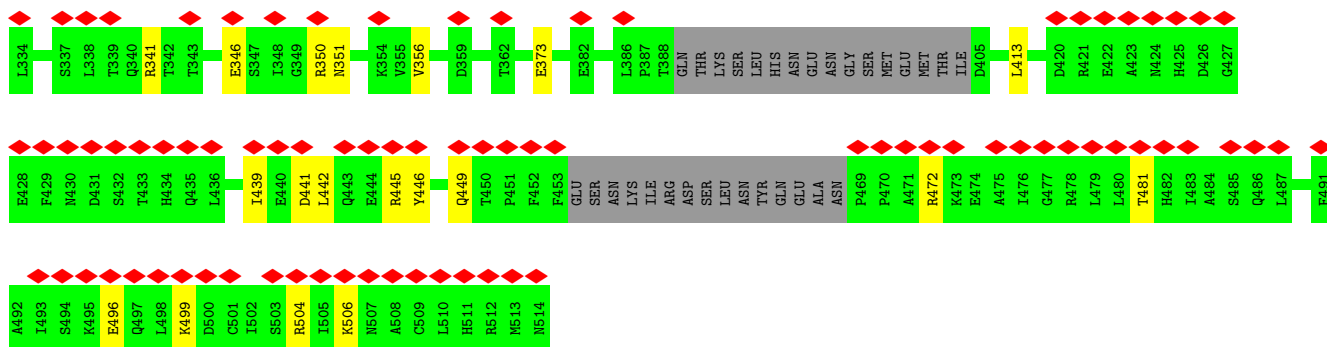 L334 S337 L338 T339 Q340 R341 T342 T343 E346 S347 I348 G349 R350 N351 K354 V355 V356 D359 T362 E373 E382 L386 P387 T388 GLN THR LYS SER LEU HIS ASN GLU ASN GLY SER MET GLU MET THR ILE D405 L413 D420 R421 E422 A423 N424 H425 D426 G427
E428 F429 N430 D431 S432 T433 H434 Q435 L436 I439 E440 D441 L442 Q443 E444 R445 Y446 Q449 T450 P451 F452 F453 GLU SER ASN LYS ILE ARG ASP SER LEU ASN TYR GLN GLU ALA ASN P469 P470 A471 R472 K473 E474 A475 I476 G477 R478 L479 L480 T481 H482 I483 A484 S485 Q486 L487 F491
A492 I493 S494 K495 E496 Q497 L498 K499 D500 C501 I502 S503 R504 I505 K506 N507 A508 C509 L510 H511 R512 M513 N514